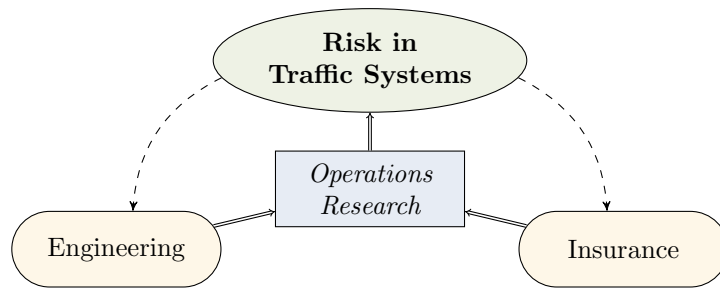 Risk in
Traffic Systems
Operations
Research
Engineering
Insurance